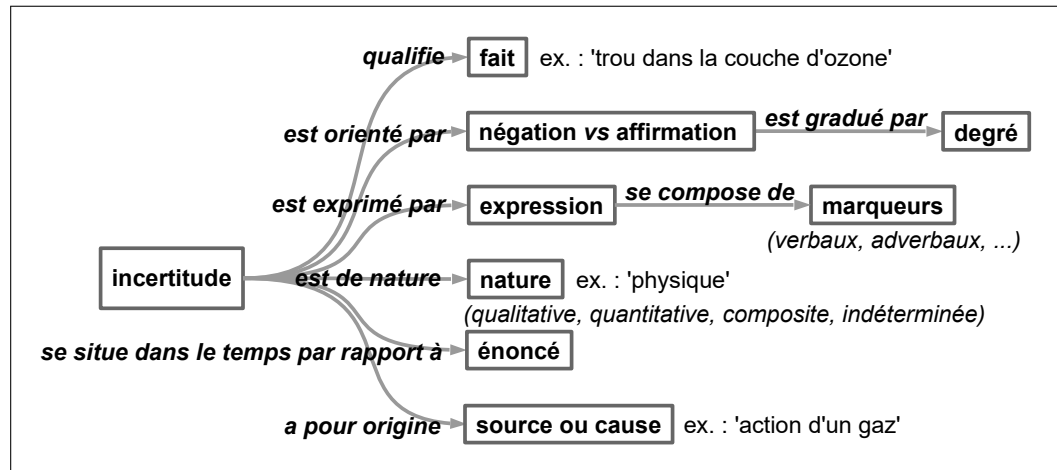 qualifie fait ex. : 'trou dans la couche d'ozone'
est orienté par négation vs affirmation est gradué par degré
est exprimé par expression se compose de marqueurs
(verbaux, adverbaux, ...)
incertitude est de nature nature ex. : 'physique'
(qualitative, quantitative, composite, indéterminée)
se situe dans le temps par rapport à énoncé
a pour origine source ou cause ex. : 'action d'un gaz'